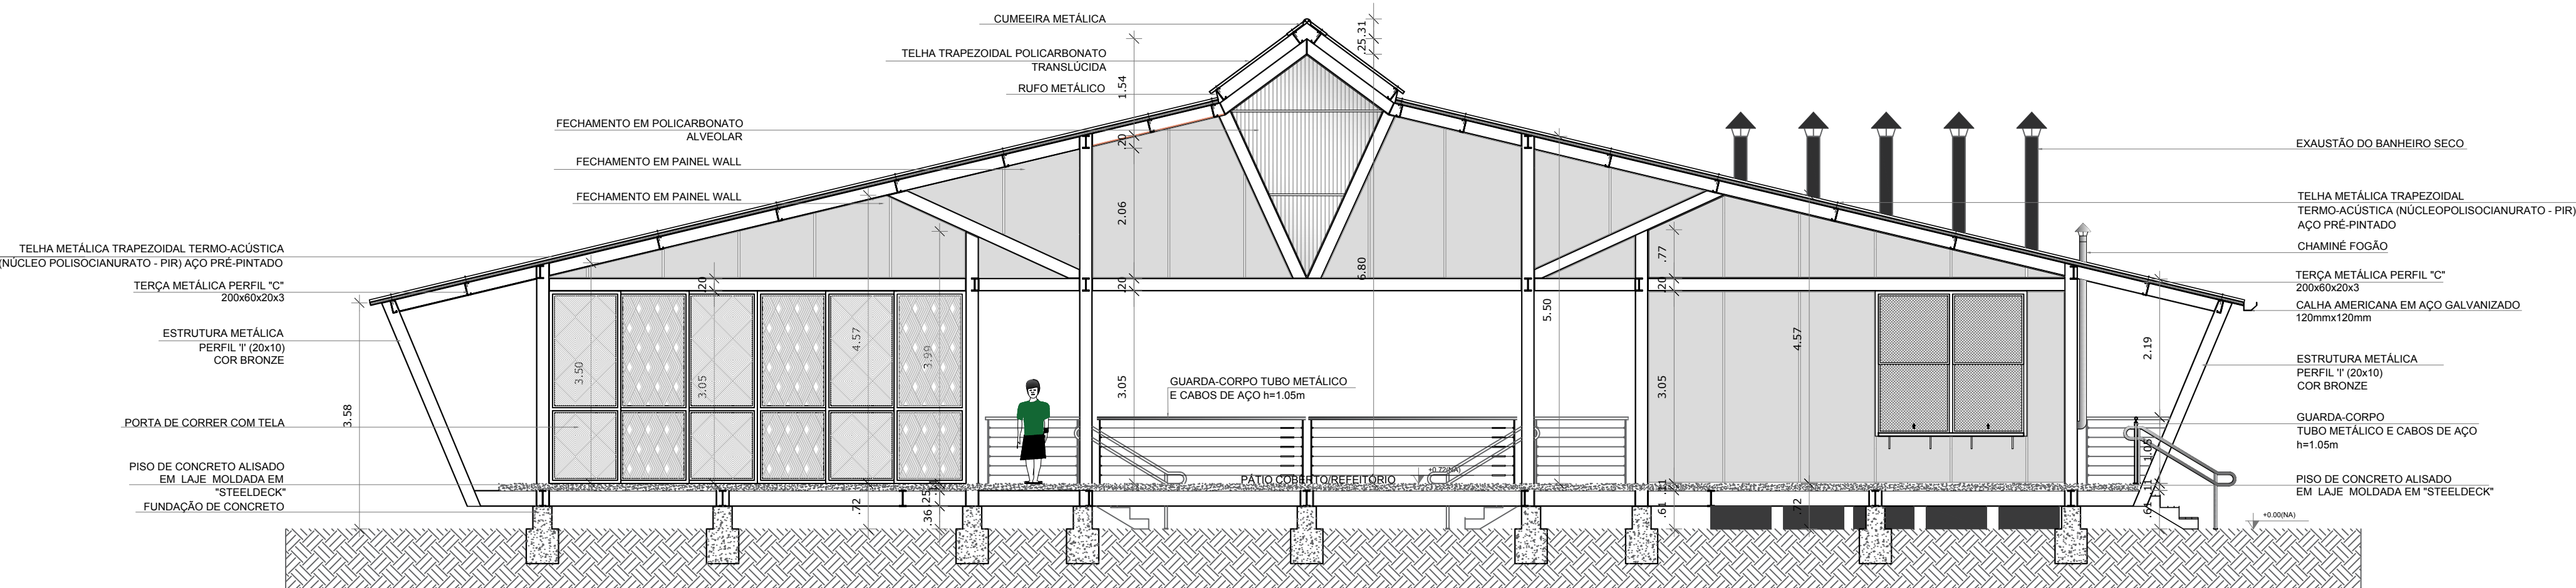 CUMEEIRA METÁLICA
TELHA TRAPEZOIDAL POLICARBONATO
TRANSLÚCIDA
RUFO METÁLICO
FECHAMENTO EM POLICARBONATO
ALVEOLAR
FECHAMENTO EM PAINEL WALL
FECHAMENTO EM PAINEL WALL
TELHA METÁLICA TRAPEZOIDAL TERMO-ACÚSTICA
(NÚCLEO POLISOCIANURATO - PIR) AÇO PRÉ-PINTADO
TERÇA METÁLICA PERFIL "C"
200x60x20x3
ESTRUTURA METÁLICA
PERFIL 'I' (20x10)
COR BRONZE
PORTA DE CORRER COM TELA
PISO DE CONCRETO ALISADO
EM LAJE MOLDADA EM
"STEELDECK"
FUNDAÇÃO DE CONCRETO
3.58
3.50
.20
3.05
4.57
3.99
.72
.36
.25
1.54
.20
2.06
.20
3.05
.25
.31
6.80
5.50
GUARDA-CORPO TUBO METÁLICO
E CABOS DE AÇO h=1.05m
PÁTIO COBERTO/REFEITÓRIO
+0.72(NA)
.77
.20
3.05
.11
.61
4.57
.72
2.19
1.05
.11
.61
EXAUSTÃO DO BANHEIRO SECO
TELHA METÁLICA TRAPEZOIDAL
TERMO-ACÚSTICA (NÚCLEOPOLISOCIANURATO - PIR)
AÇO PRÉ-PINTADO
CHAMINÉ FOGÃO
TERÇA METÁLICA PERFIL "C"
200x60x20x3
CALHA AMERICANA EM AÇO GALVANIZADO
120mmx120mm
ESTRUTURA METÁLICA
PERFIL 'I' (20x10)
COR BRONZE
GUARDA-CORPO
TUBO METÁLICO E CABOS DE AÇO
h=1.05m
PISO DE CONCRETO ALISADO
EM LAJE MOLDADA EM "STEELDECK"
+0.00(NA)